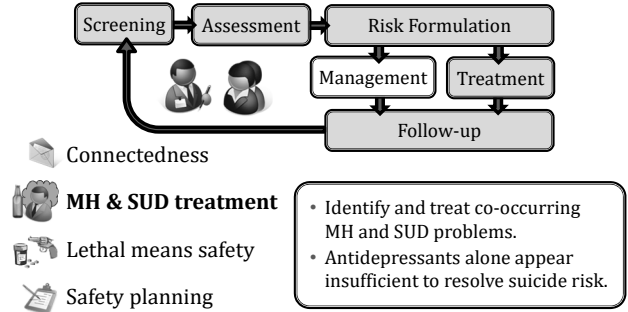 Screening
Assessment
Risk Formulation
Management
Treatment
Follow-up
Connectedness
MH & SUD treatment
Lethal means safety
Safety planning
• Identify and treat co-occurring
MH and SUD problems.
• Antidepressants alone appear
insufficient to resolve suicide risk.